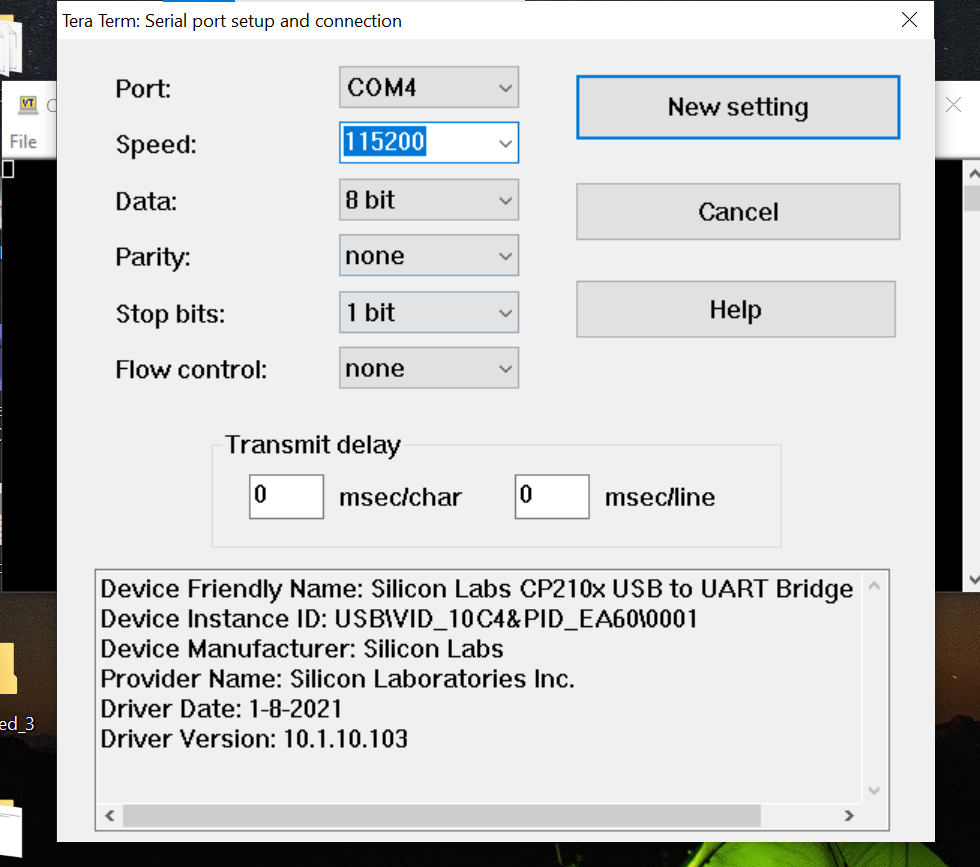 Tera Term: Serial port setup and connection
Port: COM4
New setting
VT
File
Speed: 115200
Data: 8 bit
Cancel
Parity: none
Stop bits: 1 bit
Help
Flow control: none
Transmit delay
0 msec/char 0 msec/line
Device Friendly Name: Silicon Labs CP210x USB to UART Bridge
Device Instance ID: USB\VID_10C4&PID_EA60\0001
Device Manufacturer: Silicon Labs
Provider Name: Silicon Laboratories Inc.
Driver Date: 1-8-2021
Driver Version: 10.1.10.103
ed_3